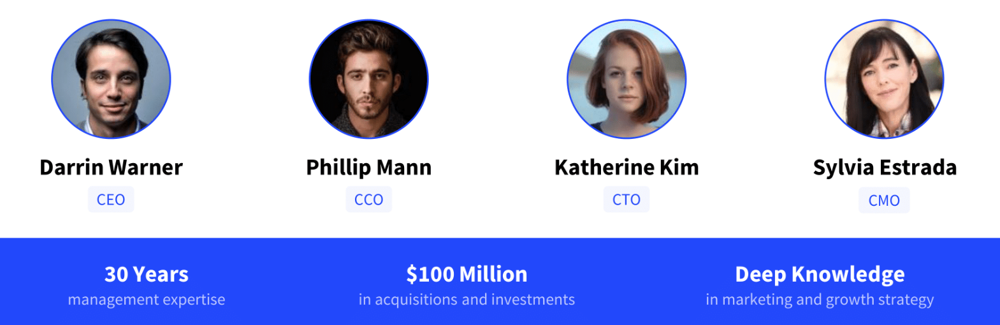 Darrin Warner
Phillip Mann
Katherine Kim
Sylvia Estrada
CEO
CCO
CTO
CMO
30 Years
$100 Million
Deep Knowledge
management expertise
in acquisitions and investments
in marketing and growth strategy